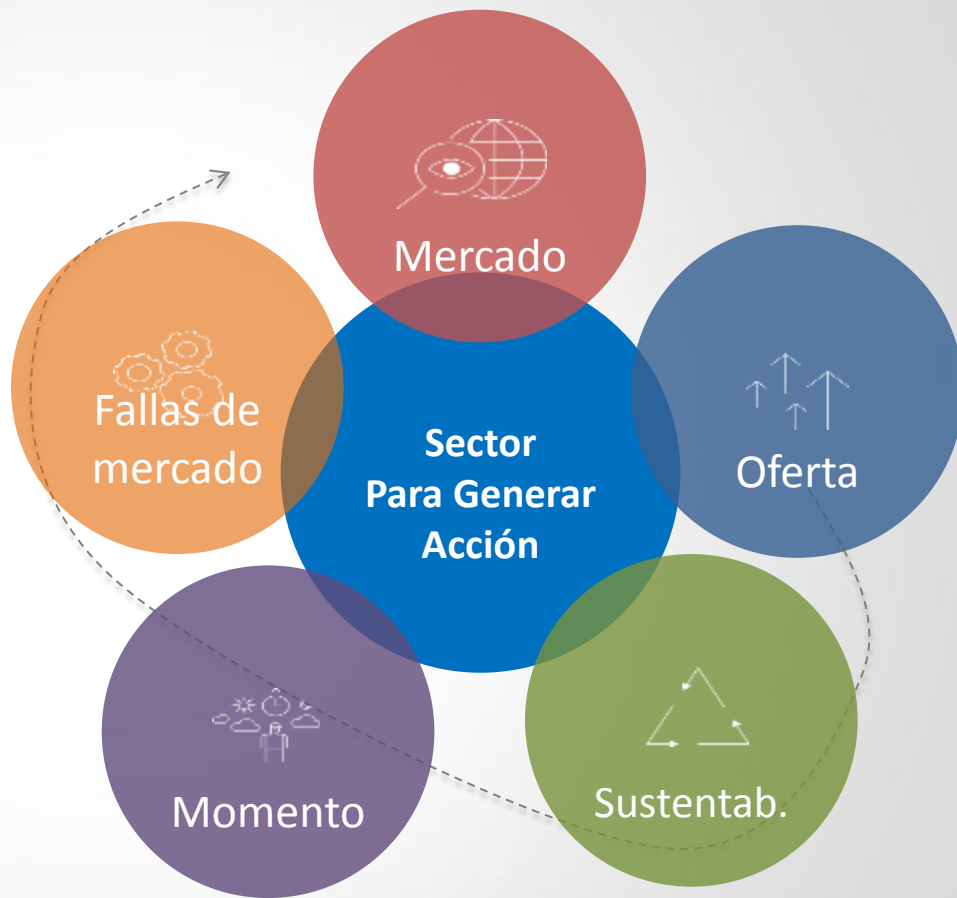 Mercado
Oferta
Sustentab.
Momento
Fallas de
mercado
Sector
Para Generar
Acción